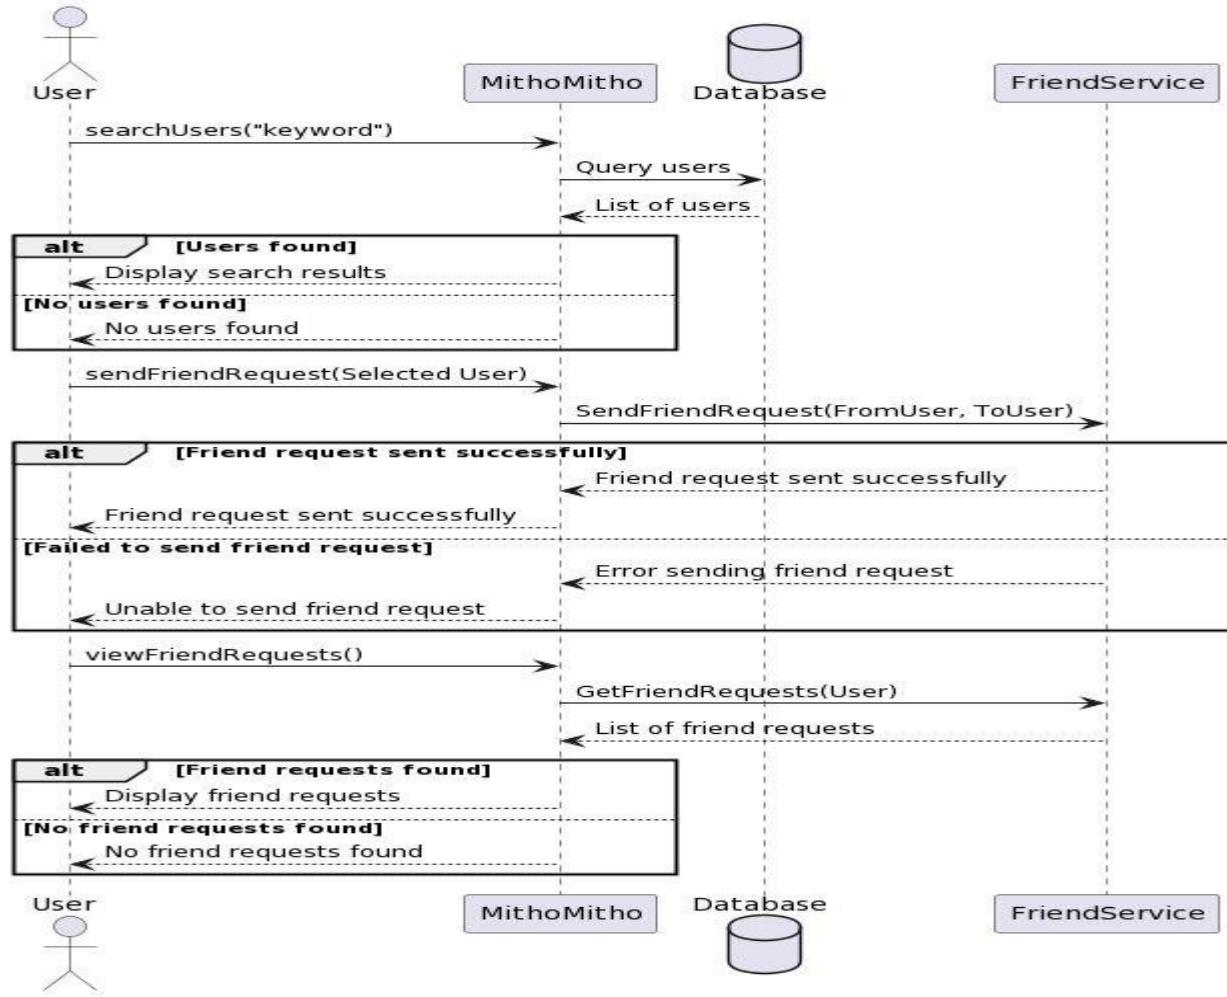 User
MithoMitho
Database
FriendService
searchUsers("keyword")
Query users
List of users
alt [Users found]
Display search results
[No users found]
No users found
sendFriendRequest(Selected User)
SendFriendRequest(FromUser, ToUser)
alt [Friend request sent successfully]
Friend request sent successfully
Friend request sent successfully
[Failed to send friend request]
Error sending friend request
Unable to send friend request
viewFriendRequests()
GetFriendRequests(User)
List of friend requests
alt [Friend requests found]
Display friend requests
[No friend requests found]
No friend requests found
User
MithoMitho
Database
FriendService